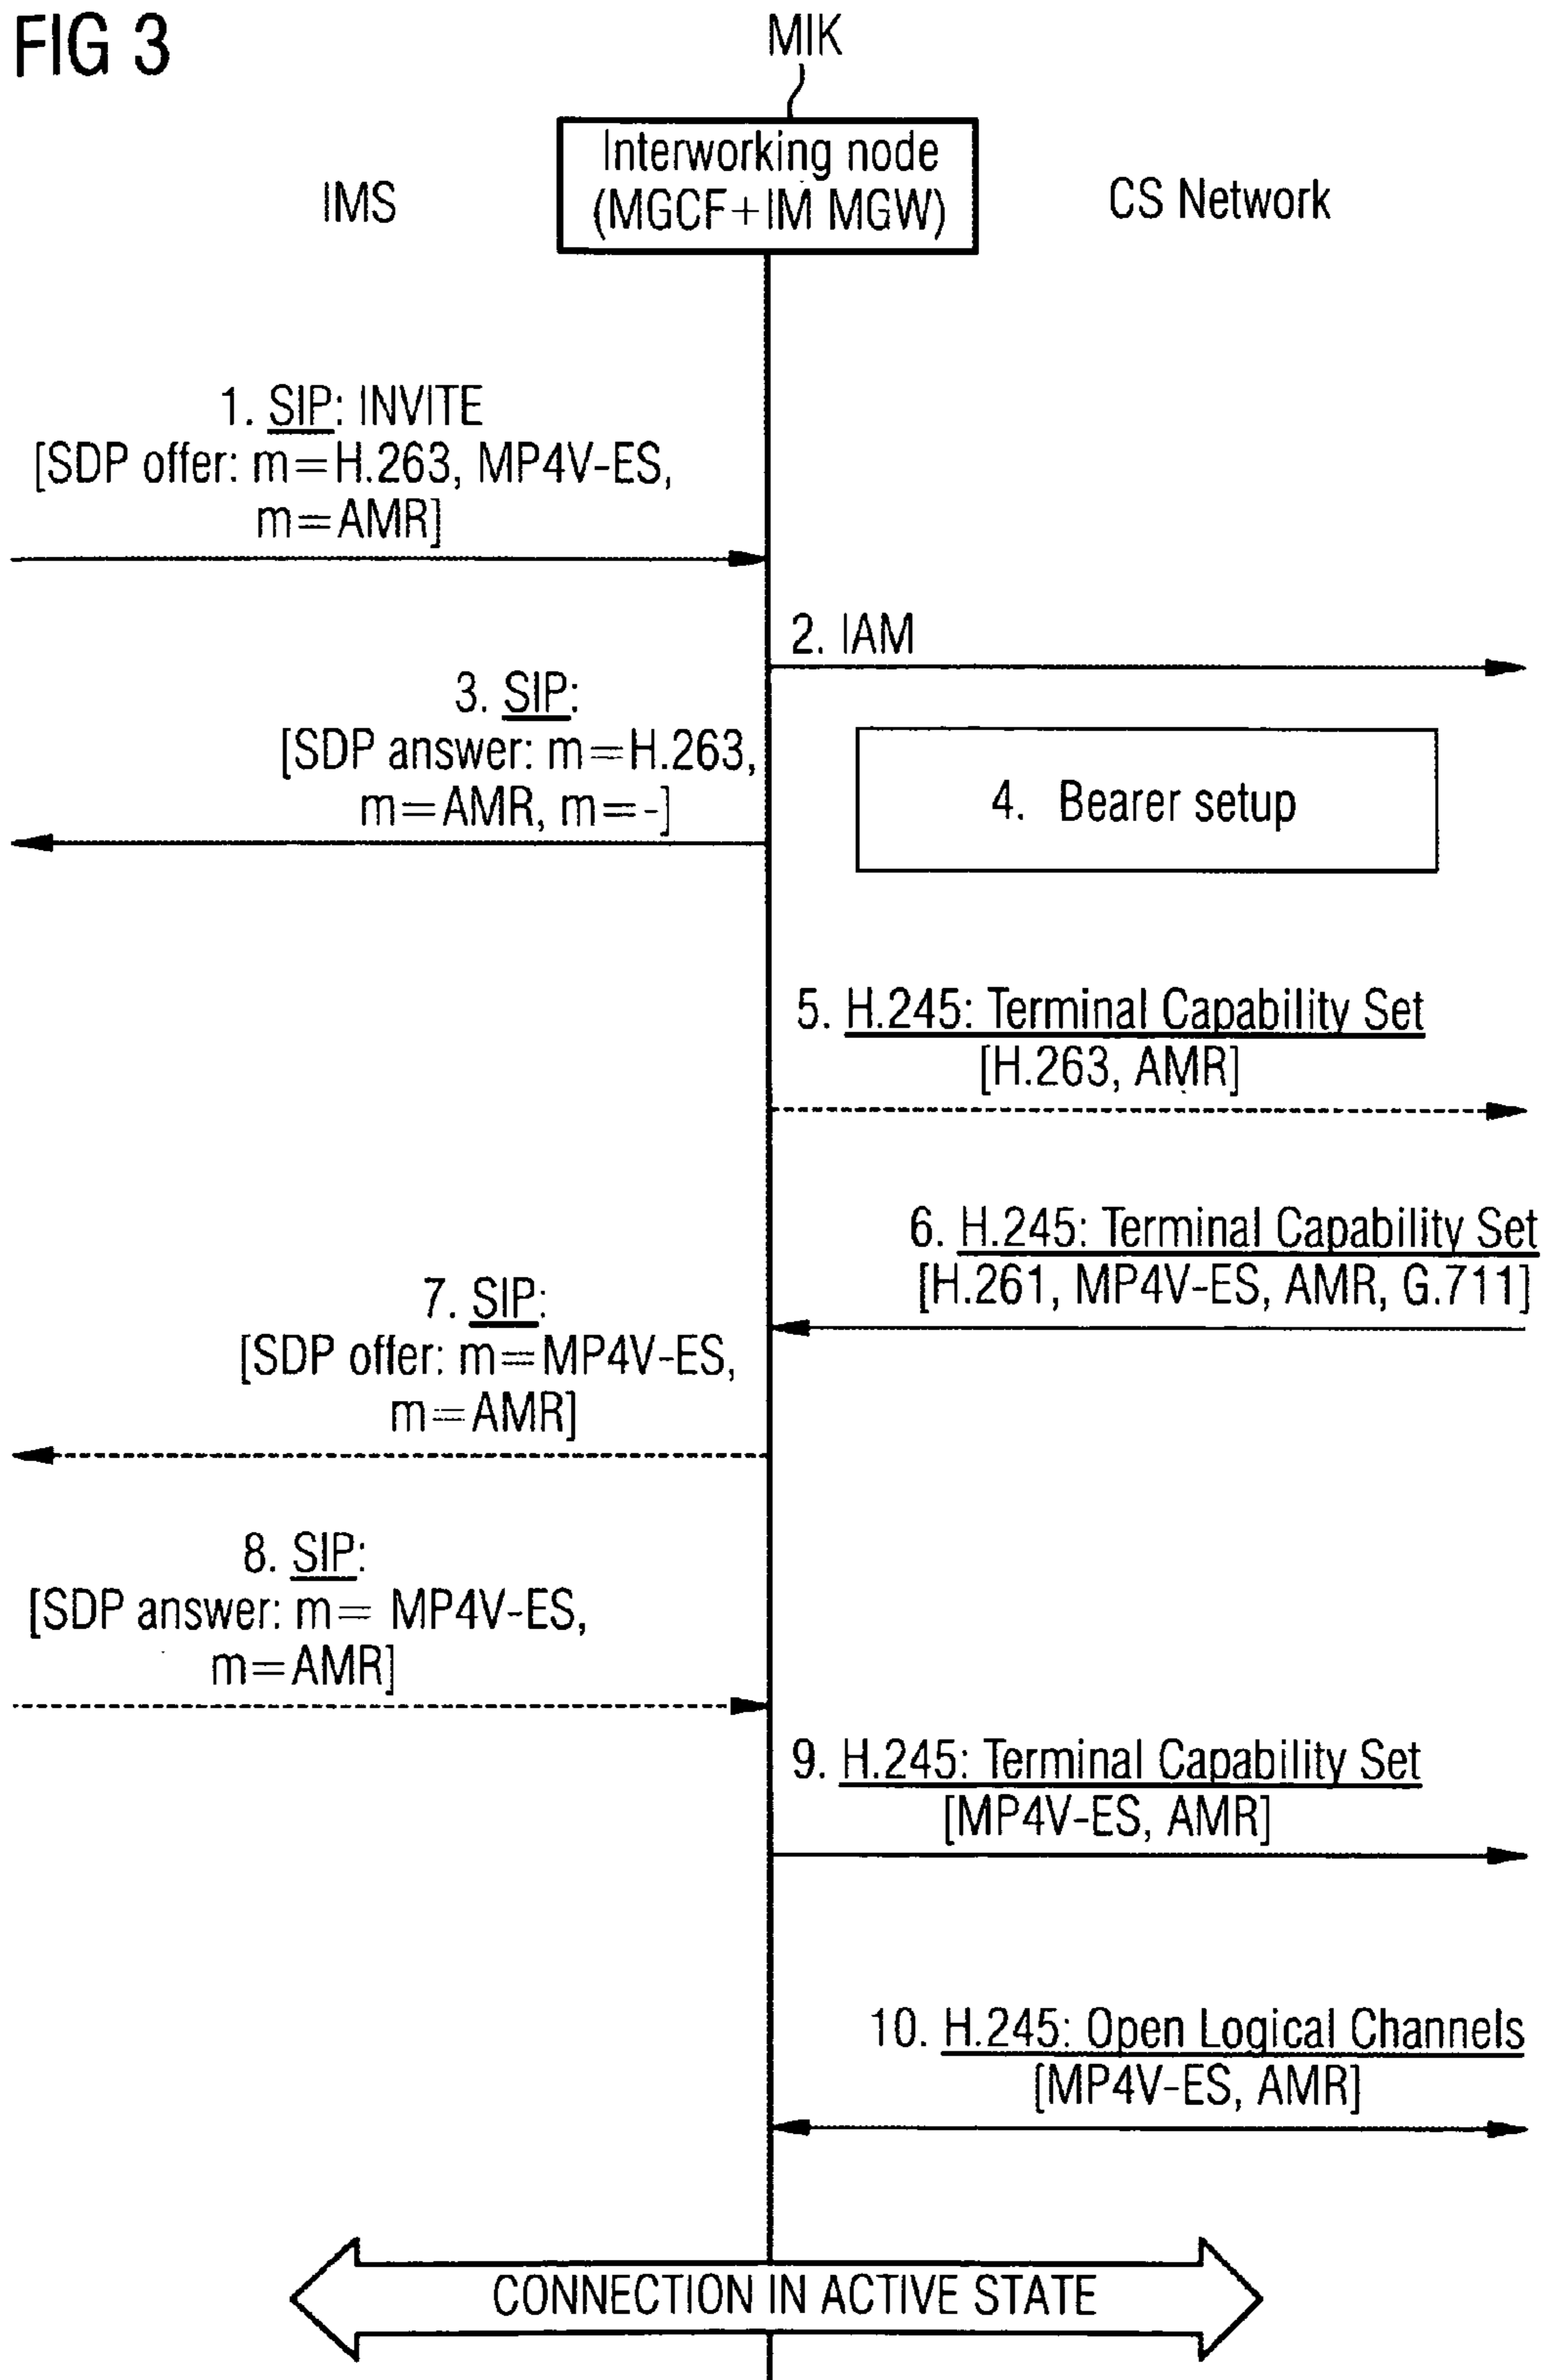 FIG 3
MIK
Interworking node
(MGCF+IM MGW)
IMS
CS Network
1. SIP: INVITE
[SDP offer: m=H.263, MP4V-ES,
m=AMR]
2. IAM
3. SIP:
[SDP answer: m=H.263,
m=AMR, m=-]
4. Bearer setup
5. H.245: Terminal Capability Set
[H.263, AMR]
6. H.245: Terminal Capability Set
[H.261, MP4V-ES, AMR, G.711]
7. SIP:
[SDP offer: m=MP4V-ES,
m=AMR]
8. SIP:
[SDP answer: m= MP4V-ES,
m=AMR]
9. H.245: Terminal Capability Set
[MP4V-ES, AMR]
10. H.245: Open Logical Channels
[MP4V-ES, AMR]
CONNECTION IN ACTIVE STATE